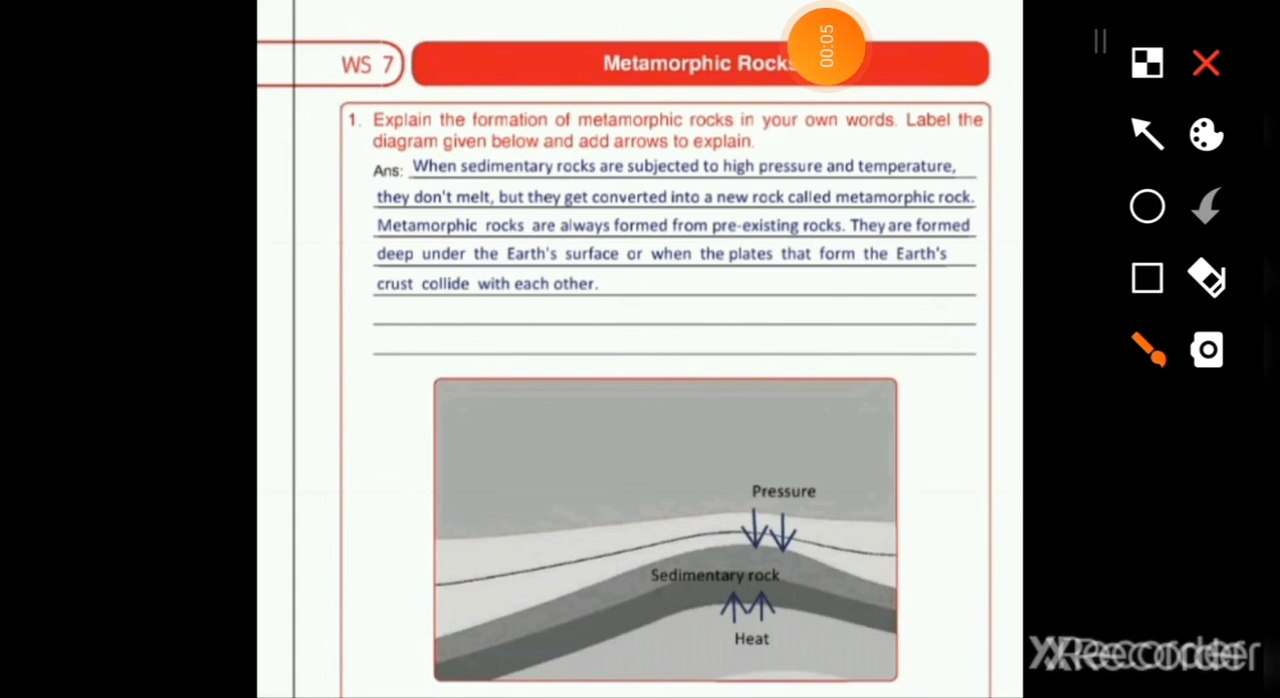 00:05
WS 7
Metamorphic Rocks
1. Explain the formation of metamorphic rocks in your own words. Label the
diagram given below and add arrows to explain.
Ans: When sedimentary rocks are subjected to high pressure and temperature,
they don't melt, but they get converted into a new rock called metamorphic rock.
Metamorphic rocks are always formed from pre-existing rocks. They are formed
deep under the Earth's surface or when the plates that form the Earth's
crust collide with each other.
Pressure
Sedimentary rock
Heat
XRecorder